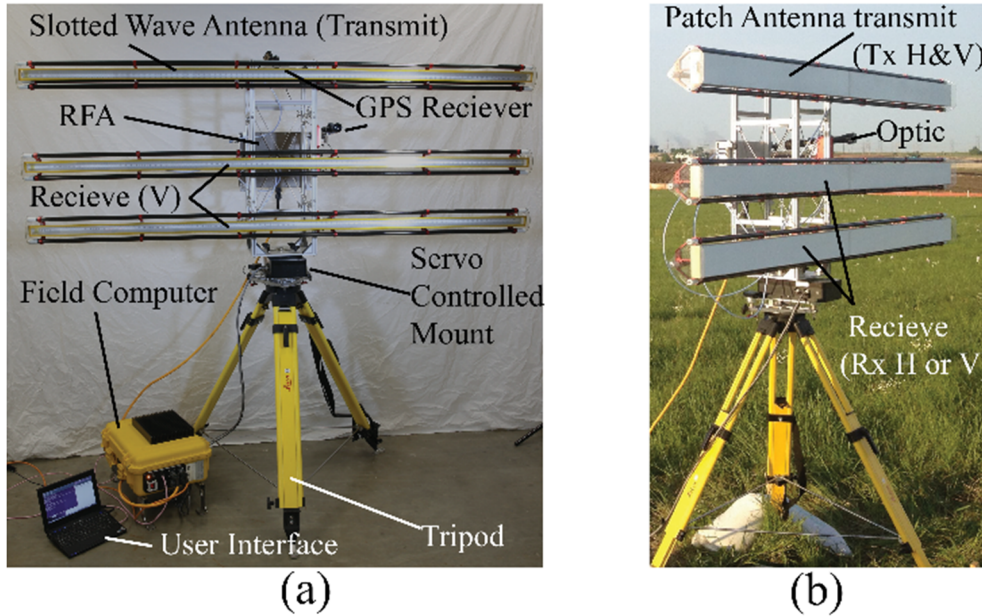 Slotted Wave Antenna (Transmit)
GPS Reciever
RFA
Recieve (V)
Servo
Controlled
Mount
Field Computer
User Interface
Tripod
(a)
Patch Antenna transmit
(Tx H&V)
Optic
Recieve
(Rx H or V
(b)